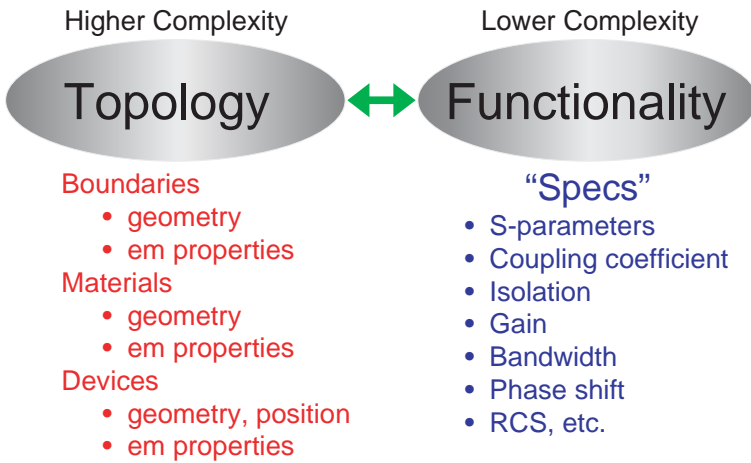 Higher Complexity
Topology
Boundaries
• geometry
• em properties
Materials
• geometry
• em properties
Devices
• geometry, position
• em properties
Lower Complexity
Functionality
“Specs”
• S-parameters
• Coupling coefficient
• Isolation
• Gain
• Bandwidth
• Phase shift
• RCS, etc.